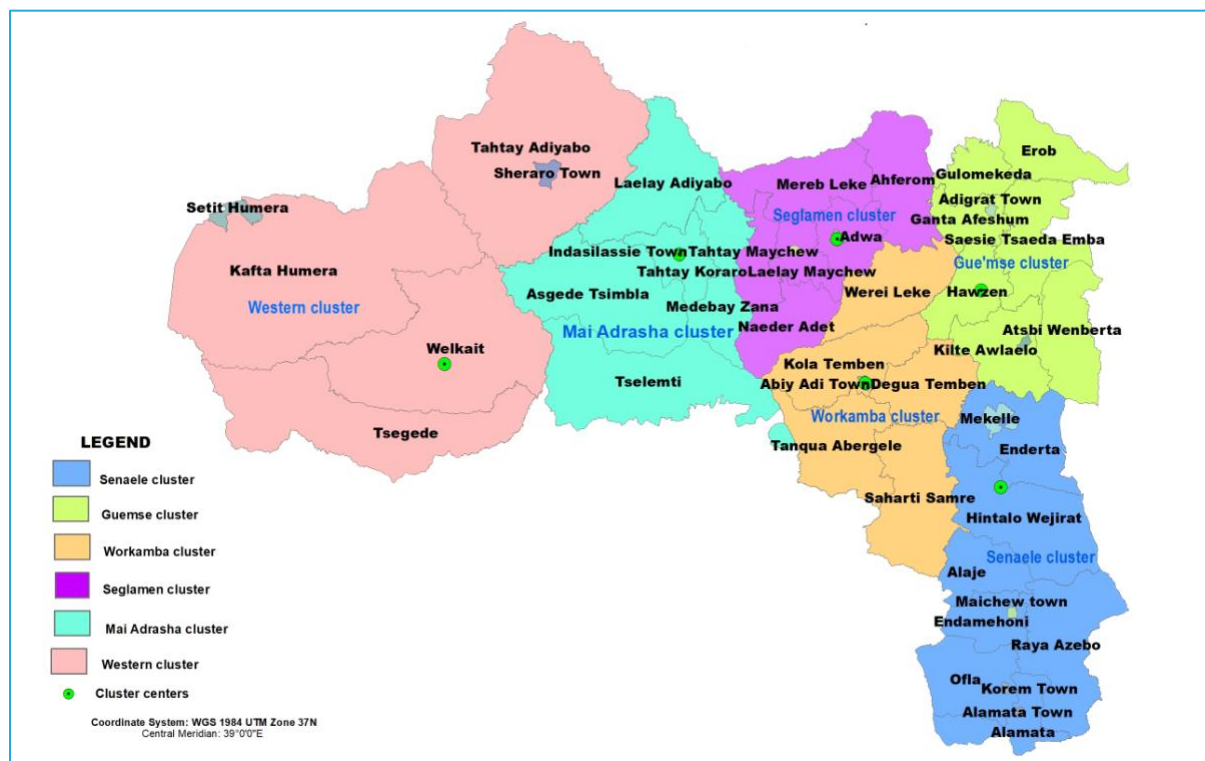 Tahtay Adiyabo
Sheraro Town
Laelay Adiyabo
Mereb Leke
Ahferom
Erob
Gulomekeda
Adigrat Town
Ganta Afeshum
Setit Humera
Seglamen cluster
Adwa
Saesie Tsaeda Emba
Indasilassie Town
Tahtay Maychew
Gue'mse cluster
Kafta Humera
Tahtay Koraro
Laelay Maychew
Werei Leke
Hawzen
Asgede Tsimbla
Western cluster
Medebay Zana
Mai Adrasha cluster
Naeder Adet
Atsbi Wenberta
Welkait
Kilte Awlaelo
Kola Temben
Tselemti
Abiy Adi Town
Degua Temben
Workamba cluster
Mekelle
Tsegede
Tanqua Abergele
Enderta
Saharti Samre
Hintalo Wejirat
Senaele cluster
Alaje
Maichew town
Endamehoni
Raya Azebo
Ofla
Korem Town
Alamata Town
Alamata
LEGEND
Senaele cluster
Guemse cluster
Workamba cluster
Seglamen cluster
Mai Adrasha cluster
Western cluster
Cluster centers
Coordinate System: WGS 1984 UTM Zone 37N
Central Meridian: 39°0'0"E